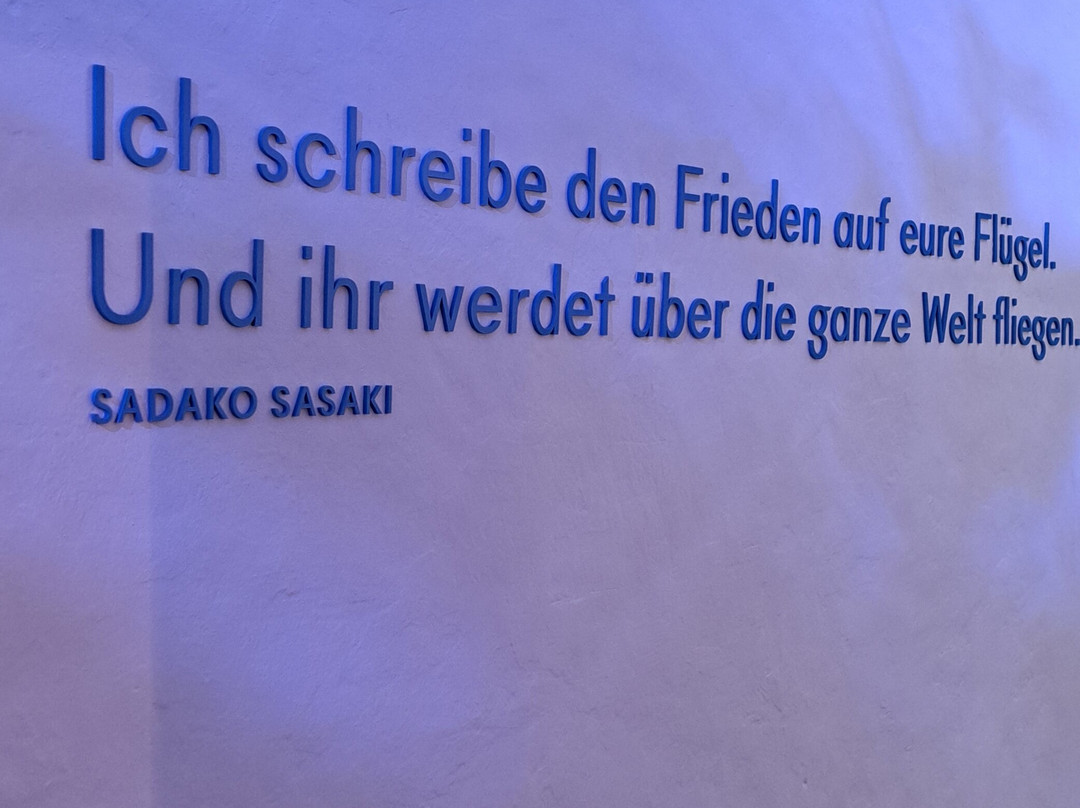 Ich schreibe den Frieden auf eure Flügel.
Und ihr werdet über die ganze Welt fliegen.
SADAKO SASAKI